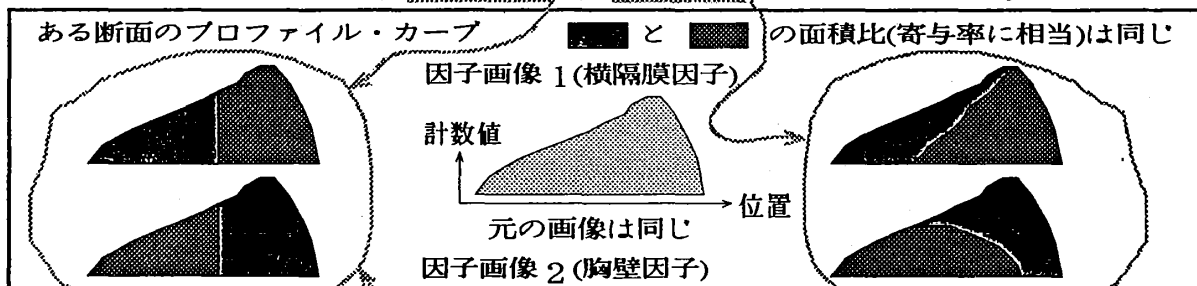 ある断面のプロファイル・カーブ
と の面積比(寄与率に相当)は同じ
因子画像 1 (横隔膜因子)
計数値
位置
元の画像は同じ
因子画像 2 (胸壁因子)